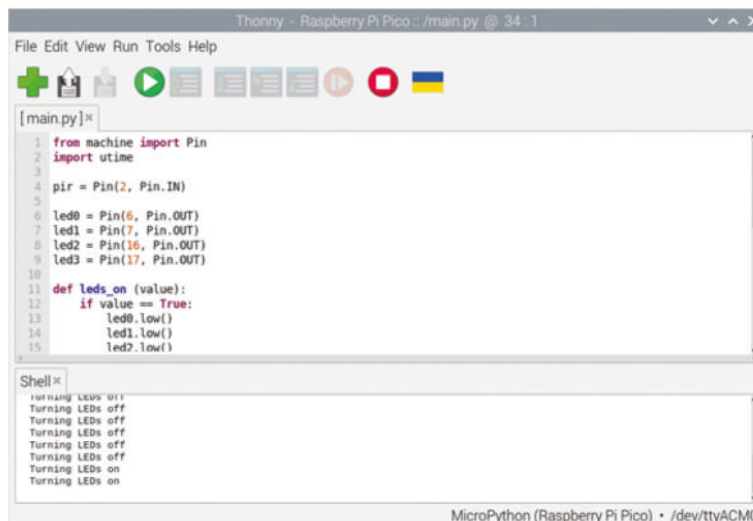 Thonny - Raspberry Pi Pico :: /main.py @ 34 : 1
File Edit View Run Tools Help
[ main.py ] ×
1 from machine import Pin
2 import utime
3
4 pir = Pin(2, Pin.IN)
5
6 led0 = Pin(6, Pin.OUT)
7 led1 = Pin(7, Pin.OUT)
8 led2 = Pin(16, Pin.OUT)
9 led3 = Pin(17, Pin.OUT)
10
11 def leds_on (value):
12     if value == True:
13         led0.low()
14         led1.low()
15         led2.low()
Shell ×
Turning LEDs off
Turning LEDs off
Turning LEDs off
Turning LEDs off
Turning LEDs off
Turning LEDs off
Turning LEDs on
Turning LEDs on
MicroPython (Raspberry Pi Pico) • /dev/ttyACM0